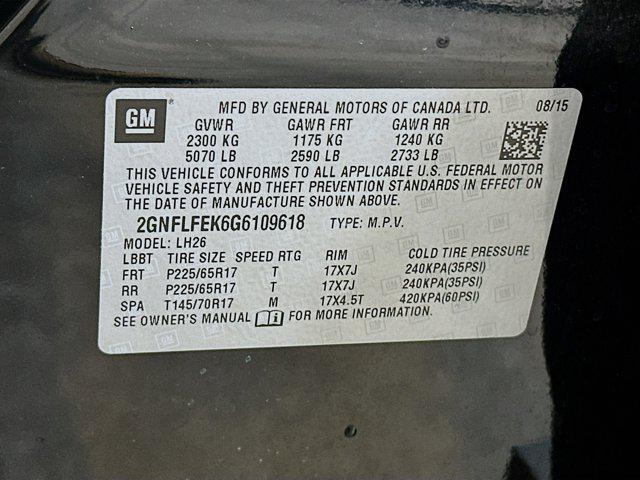 GM
MFD BY GENERAL MOTORS OF CANADA LTD. 08/15
GVWR GAWR FRT GAWR RR
2300 KG 1175 KG 1240 KG
5070 LB 2590 LB 2733 LB
THIS VEHICLE CONFORMS TO ALL APPLICABLE U.S. FEDERAL MOTOR
VEHICLE SAFETY AND THEFT PREVENTION STANDARDS IN EFFECT ON
THE DATE OF MANUFACTURE SHOWN ABOVE.
2GNFLFEK6G6109618 TYPE: M.P.V.
MODEL: LH26
LBBT TIRE SIZE SPEED RTG RIM COLD TIRE PRESSURE
FRT P225/65R17 T 17X7J 240KPA(35PSI)
RR P225/65R17 T 17X7J 240KPA(35PSI)
SPA T145/70R17 M 17X4.5T 420KPA(60PSI)
SEE OWNER'S MANUAL FOR MORE INFORMATION.